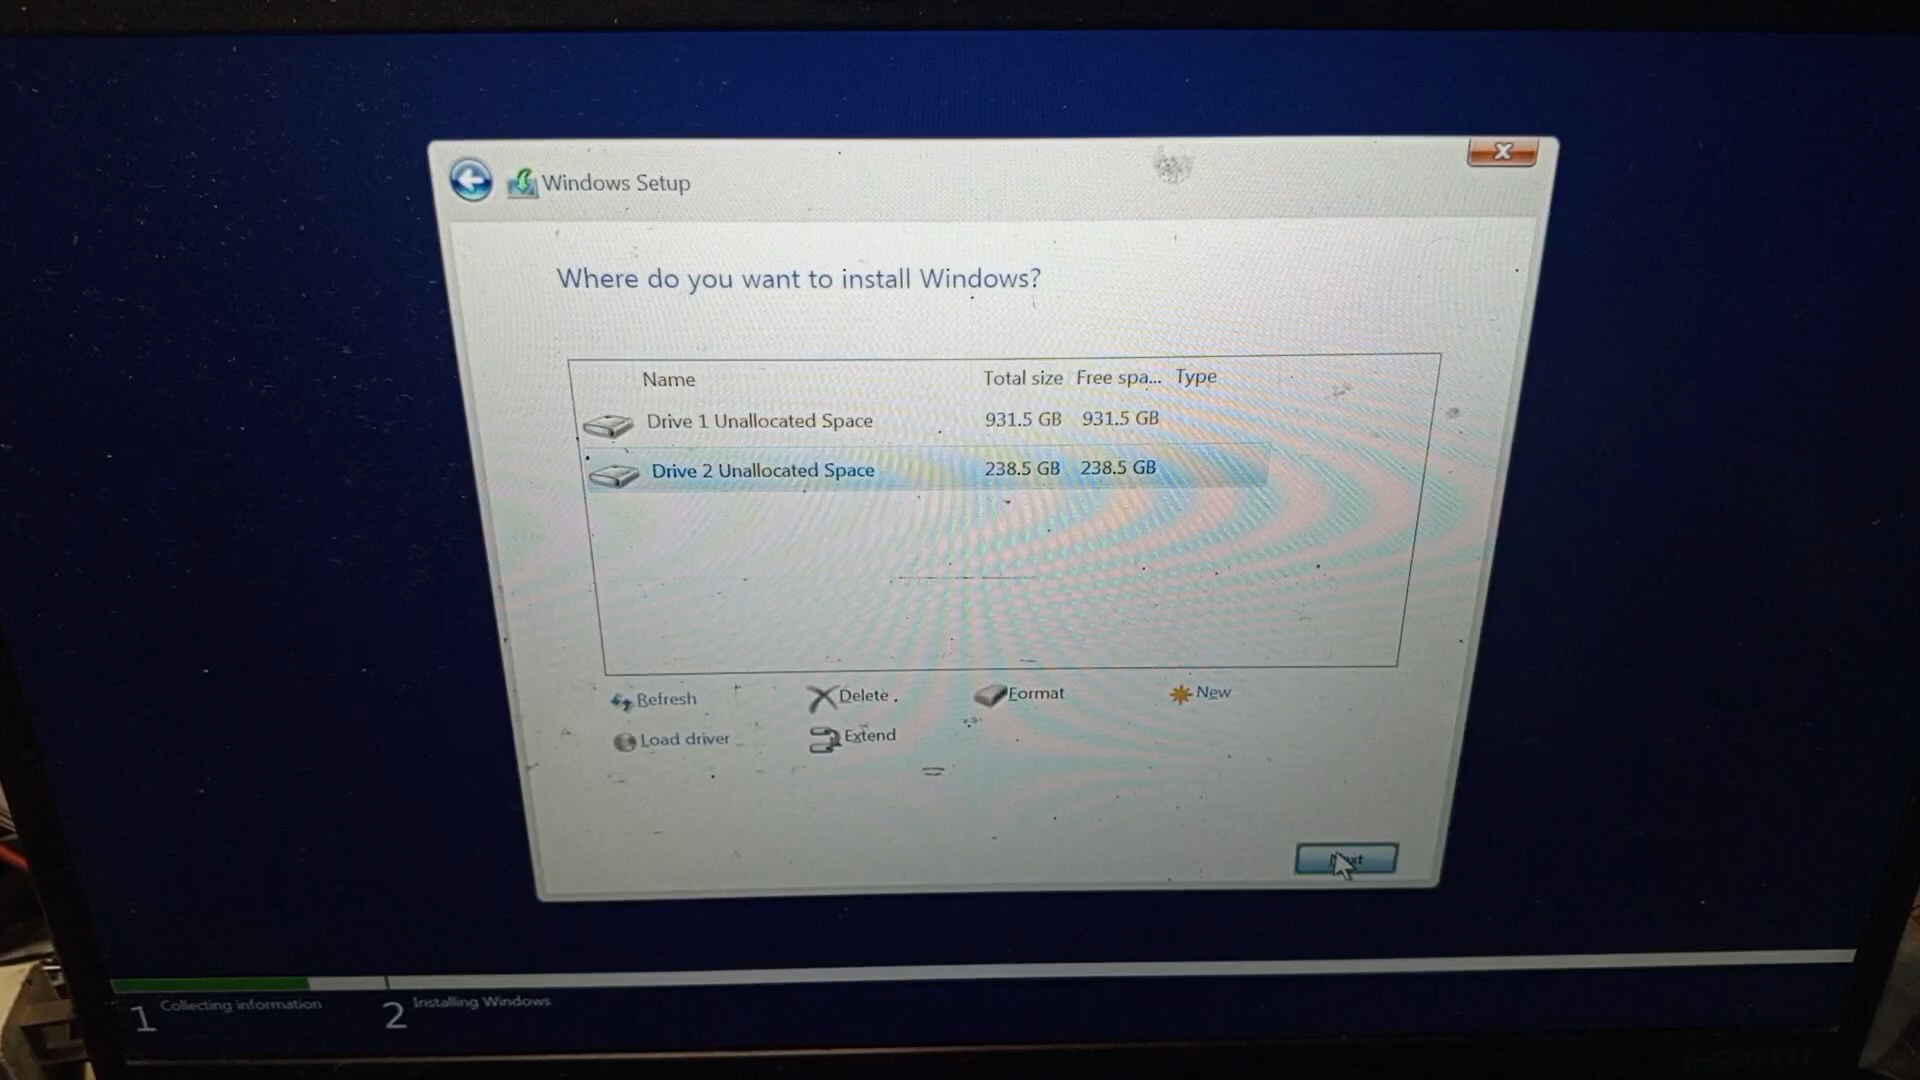 X
Windows Setup
Where do you want to install Windows?
Name Total size Free spa... Type
Drive 1 Unallocated Space 931.5 GB 931.5 GB
Drive 2 Unallocated Space 238.5 GB 238.5 GB
Refresh Delete Format New
Load driver Extend
Next
1 Collecting information 2 Installing Windows